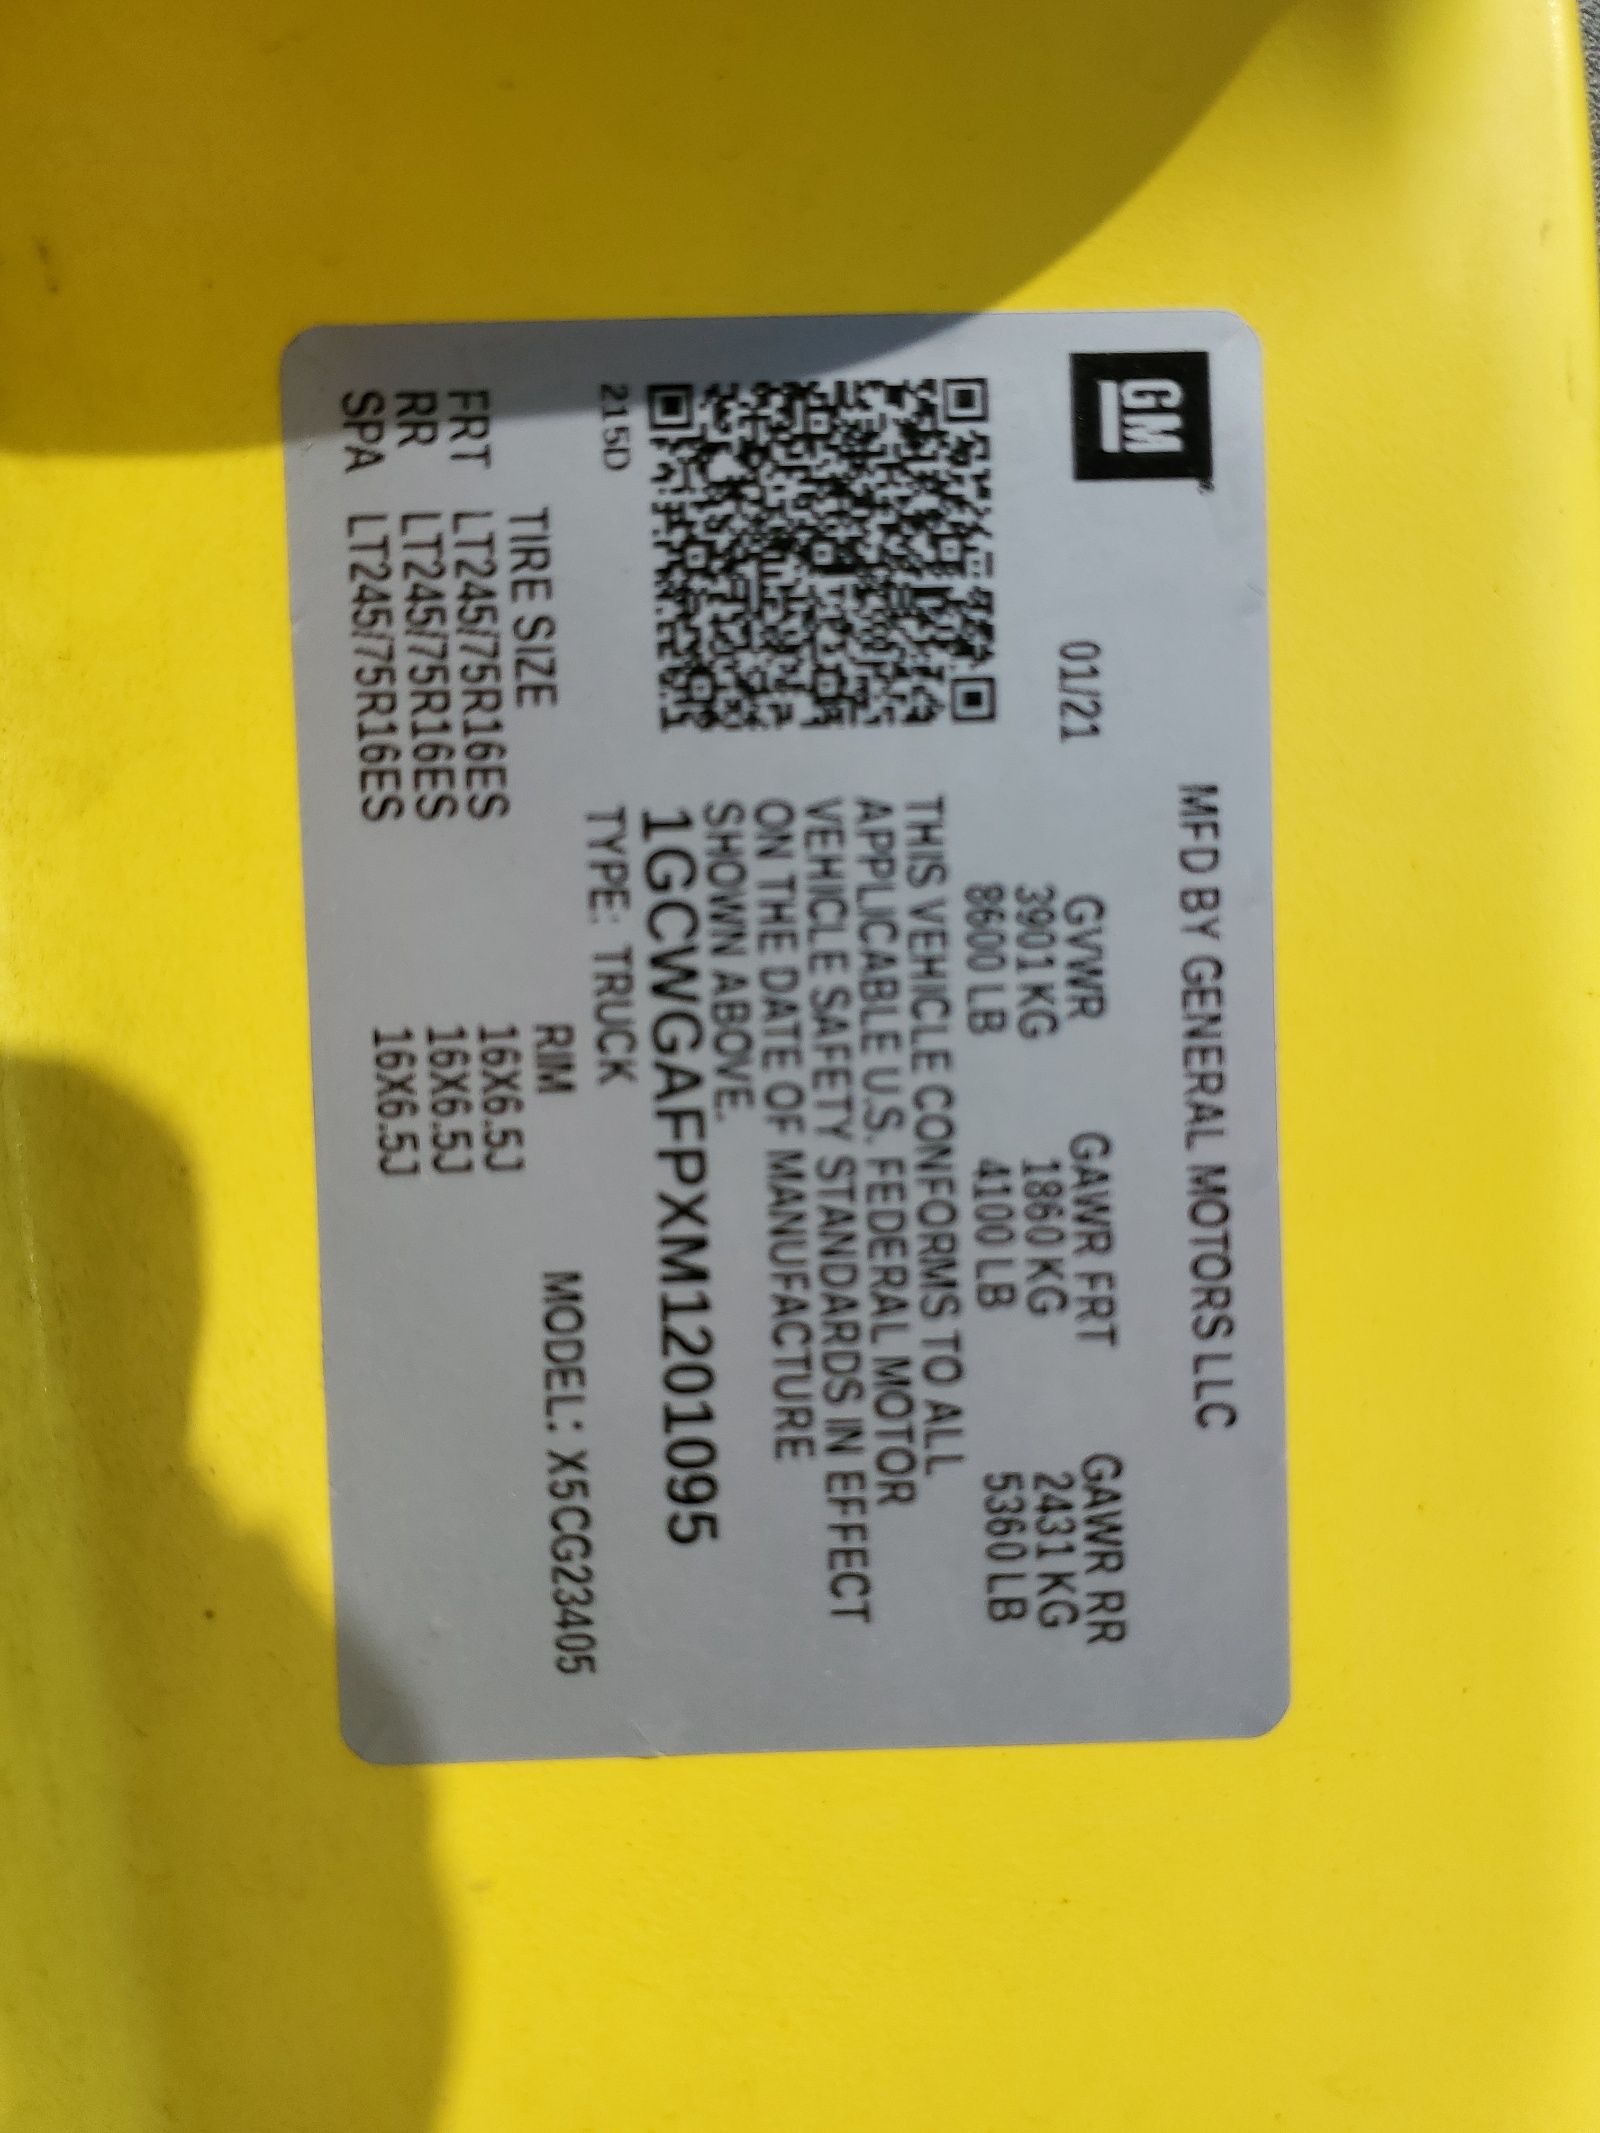 GM
MFD BY GENERAL MOTORS LLC
01/21 GVWR GAWR FRT GAWR RR
3901 KG 1860 KG 2431 KG
8600 LB 4100 LB 5360 LB
THIS VEHICLE CONFORMS TO ALL
APPLICABLE U.S. FEDERAL MOTOR
VEHICLE SAFETY STANDARDS IN EFFECT
ON THE DATE OF MANUFACTURE
SHOWN ABOVE.
1GCWGAFPXM1201095
215D TYPE: TRUCK
TIRE SIZE RIM MODEL: X5CG23405
FRT LT245/75R16ES 16X6.5J
RR LT245/75R16ES 16X6.5J
SPA LT245/75R16ES 16X6.5J